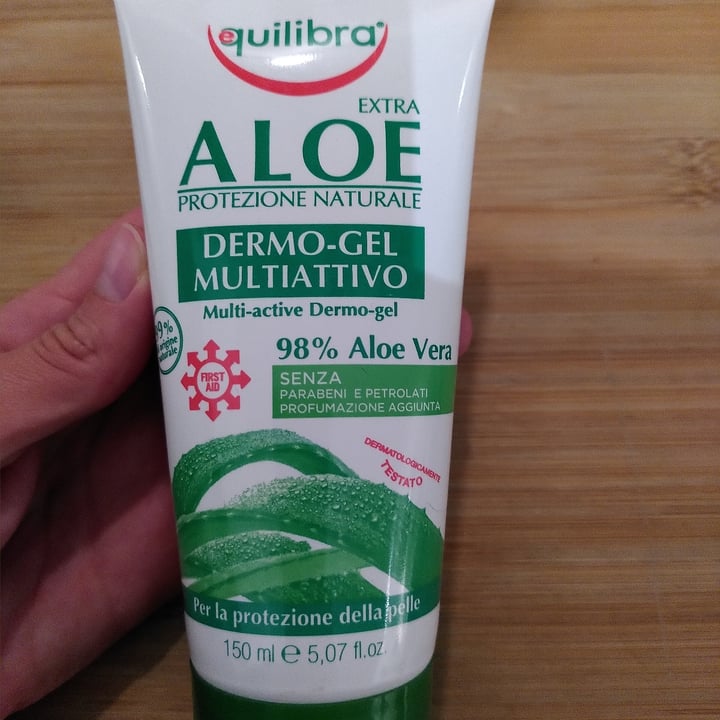 equilibra®
EXTRA
ALOE
PROTEZIONE NATURALE
DERMO-GEL
MULTIATTIVO
Multi-active Dermo-gel
98% Aloe Vera
FIRST
AID
SENZA
PARABENI E PETROLATI
PROFUMAZIONE AGGIUNTA
DERMATOLOGICAMENTE
TESTATO
Per la protezione della pelle
150 ml ℮ 5,07 fl.oz.